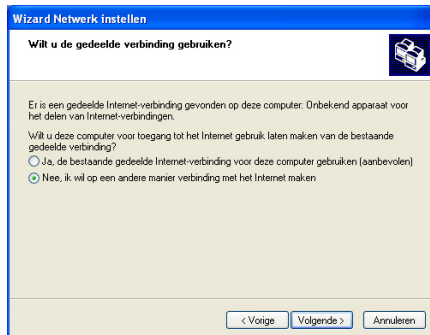 Wizard Netwerk instellen
Wilt u de gedeelde verbinding gebruiken?
Er is een gedeelde Internet-verbinding gevonden op deze computer: Onbekend apparaat voor
het delen van Internet-verbindingen.
Wilt u deze computer voor toegang tot het Internet gebruik laten maken van de bestaande
gedeelde verbinding?
Ja, de bestaande gedeelde Internet-verbinding voor deze computer gebruiken (aanbevolen)
Nee, ik wil op een andere manier verbinding met het Internet maken
< Vorige Volgende > Annuleren